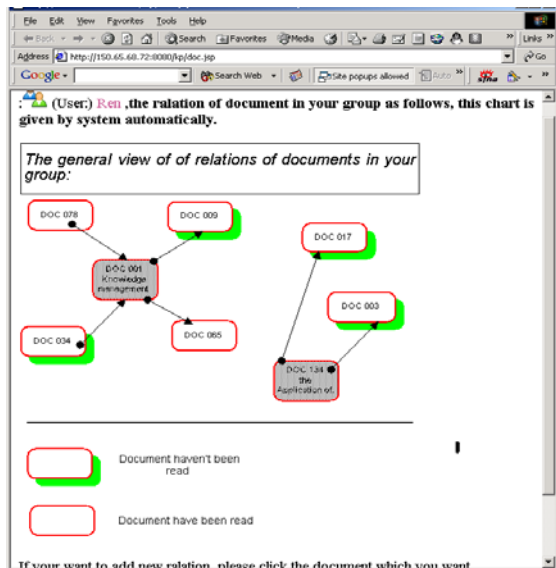 File Edit View Favorites Tools Help
Back Search Favorites Media Links
Address http://150.65.68.72:8080/kp/doc.jsp Go
Google Search Web Site popups allowed Auto
: (User:) Ren ,the ralation of document in your group as follows, this chart is
given by system automatically.
The general view of of relations of documents in your
group:
DOC 078
DOC 009
DOC 017
DOC 001
Knowledge
management
DOC 003
DOC 034
DOC 065
DOC 134
the
Application of.
Document haven't been
read
Document have been read
If your want to add new ralation, please click the document which you want